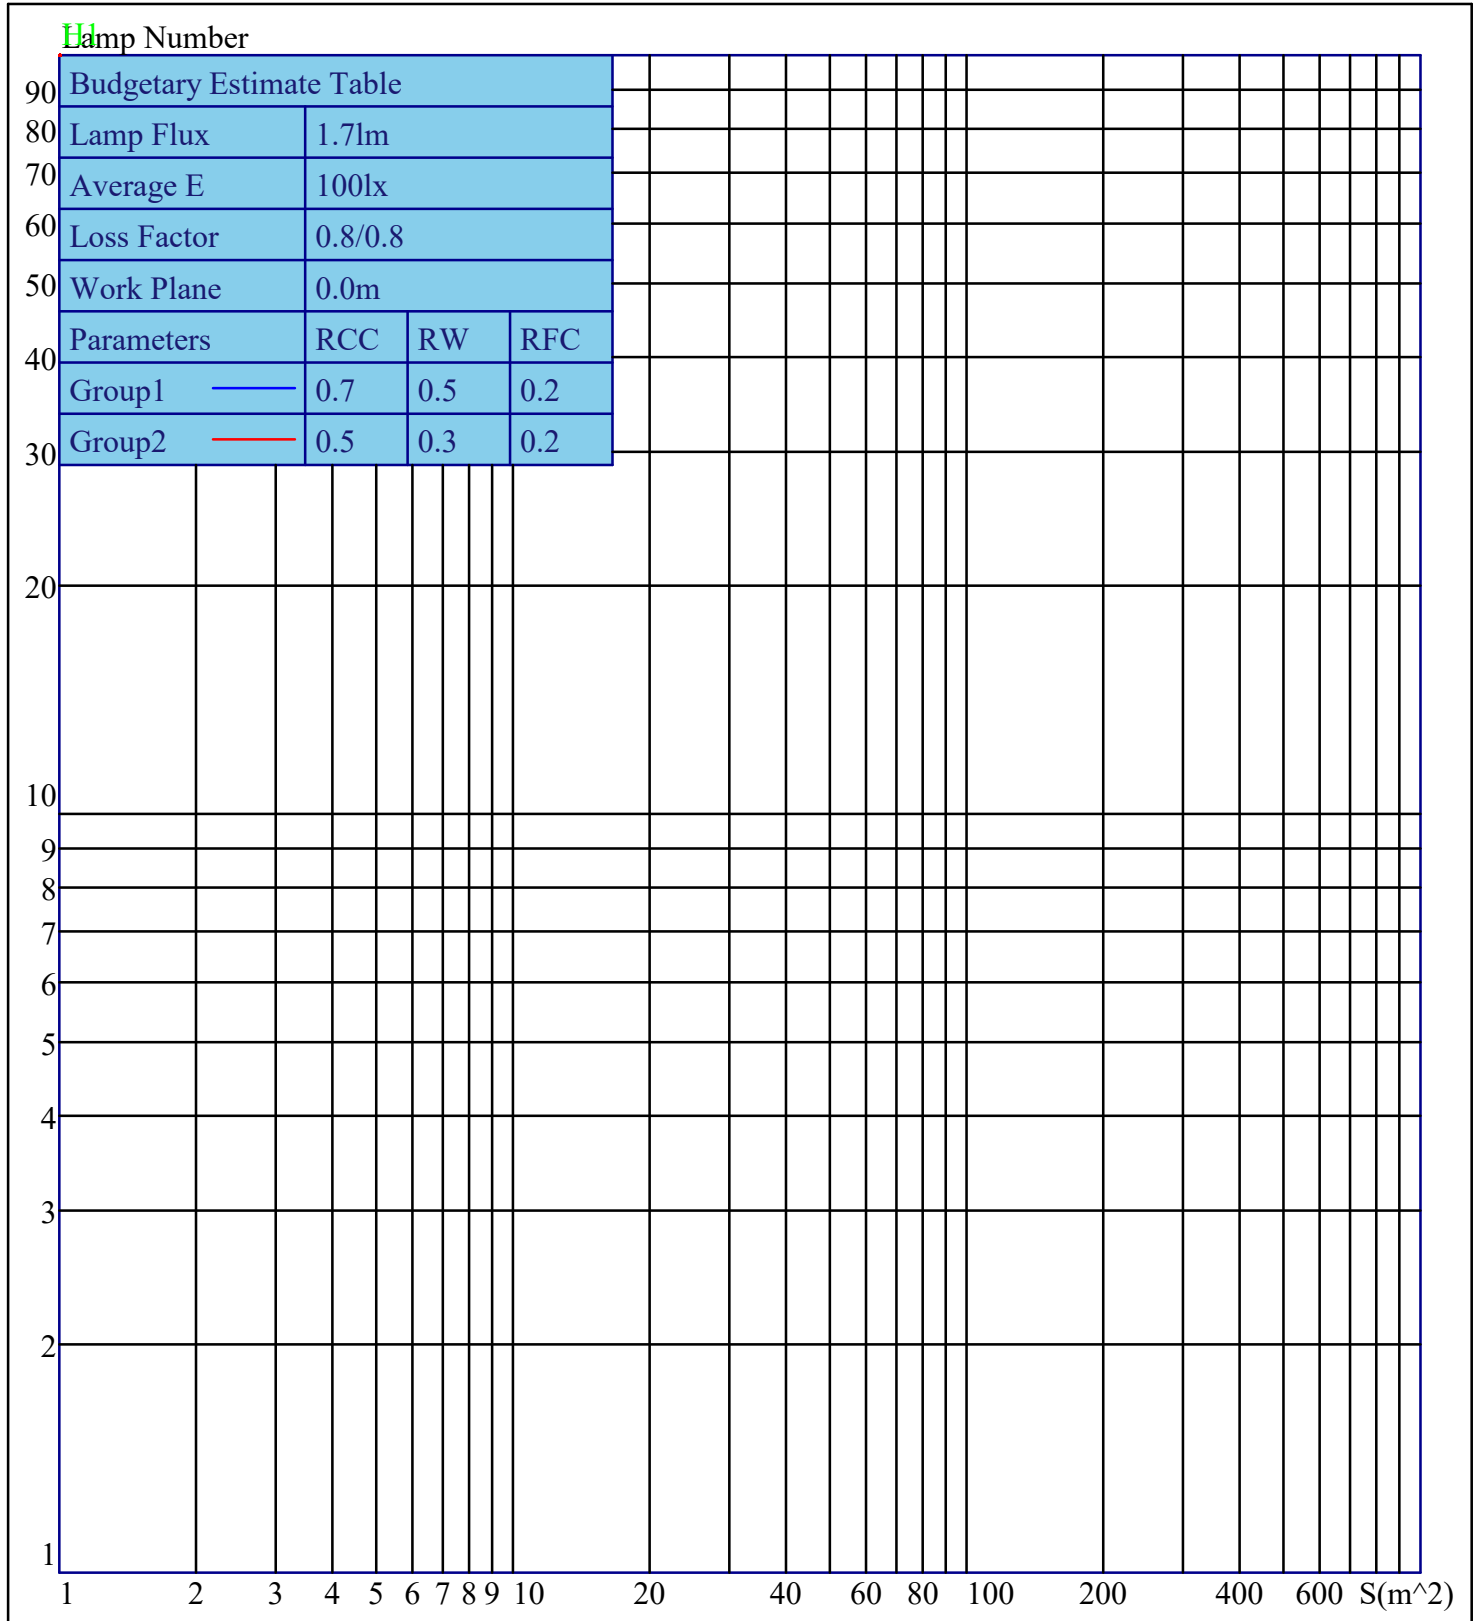 Lamp Number
Budgetary Estimate Table
Lamp Flux 1.7lm
Average E 100lx
Loss Factor 0.8/0.8
Work Plane 0.0m
Parameters RCC RW RFC
Group1 0.7 0.5 0.2
Group2 0.5 0.3 0.2
90
80
70
60
50
40
30
20
10
9
8
7
6
5
4
3
2
1
1 2 3 4 5 6 7 8 9 10 20 40 60 80 100 200 400 600 S(m^2)